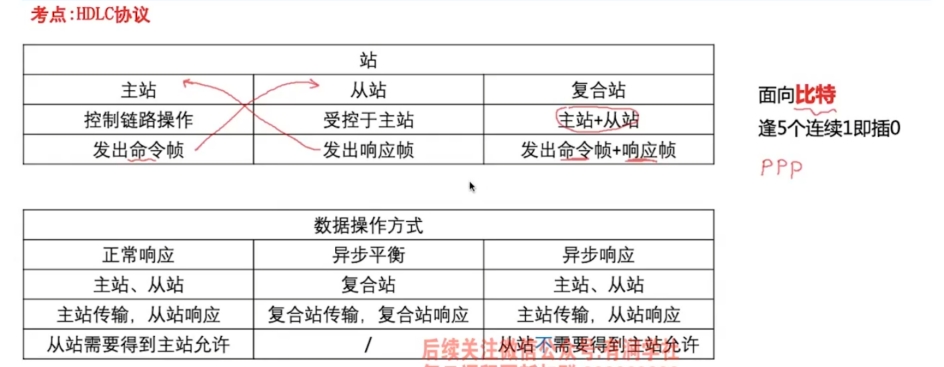 考点:HDLC协议
站
主站 从站 复合站
控制链路操作 受控于主站 主站+从站
发出命令帧 发出响应帧 发出命令帧+响应帧
面向比特
逢5个连续1即插0
PPP
数据操作方式
正常响应 异步平衡 异步响应
主站、从站 复合站 主站、从站
主站传输，从站响应 复合站传输，复合站响应 主站传输，从站响应
从站需要得到主站允许 / 从站不需要得到主站允许
后续关注微信公众号: